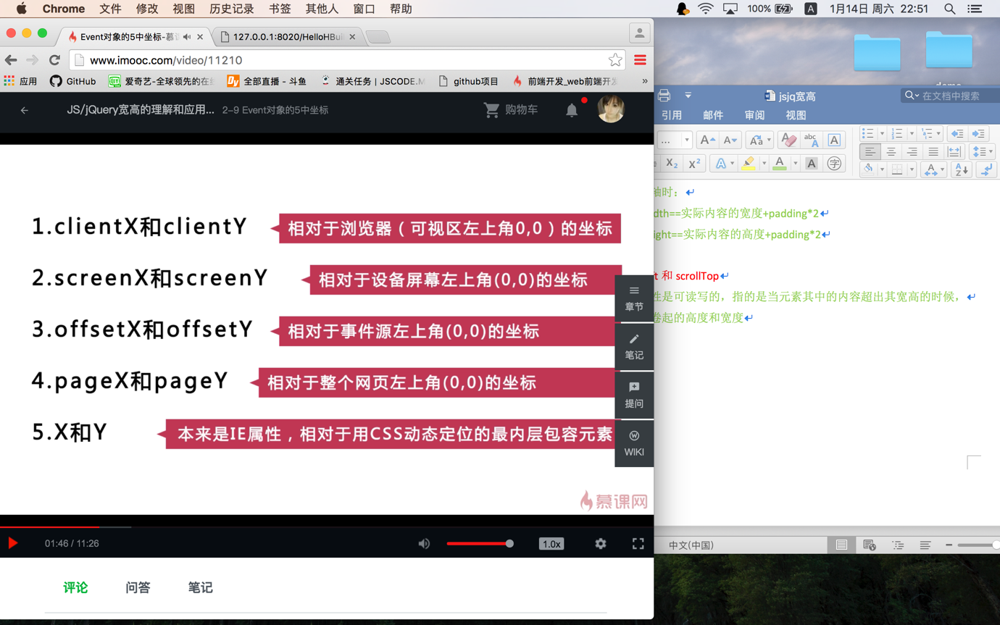 Chrome 文件 修改 视图 历史记录 书签 其他人 窗口 帮助 100% A 1月14日 周六 22:51
Event对象的5中坐标-慕
127.0.0.1:8020/HelloHBui
www.imooc.com/video/11210
应用 GitHub 爱奇艺-全球领先的在 全部直播 - 斗鱼 通关任务 | JSCODE.M github项目 前端开发_web前端开发 »
JS/jQuery宽高的理解和应用... 2-9 Event对象的5中坐标 购物车
1.clientX和clientY 相对于浏览器（可视区左上角0,0）的坐标
2.screenX和screenY 相对于设备屏幕左上角(0,0)的坐标
3.offsetX和offsetY 相对于事件源左上角(0,0)的坐标
4.pageX和pageY 相对于整个网页左上角(0,0)的坐标
5.X和Y 本来是IE属性，相对于用CSS动态定位的最内层包容元素
章节
笔记
提问
WIKI
慕课网
01:46 / 11:26 1.0x
评论 问答 笔记
jsjq宽高 在文档中搜索
引用 邮件 审阅 视图
轴时：
dth==实际内容的宽度+padding*2
ight==实际内容的高度+padding*2
t 和 scrollTop
性是可读写的，指的是当元素其中的内容超出其宽高的时候，
卷起的高度和宽度
中文(中国)